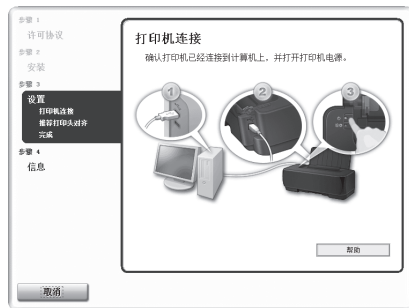 步骤 1
许可协议
步骤 2
安装
步骤 3
设置
打印机连接
推荐打印头对齐
完成
步骤 4
信息
取消
打印机连接
确认打印机已经连接到计算机上，并打开打印机电源。
1
2
3
帮助